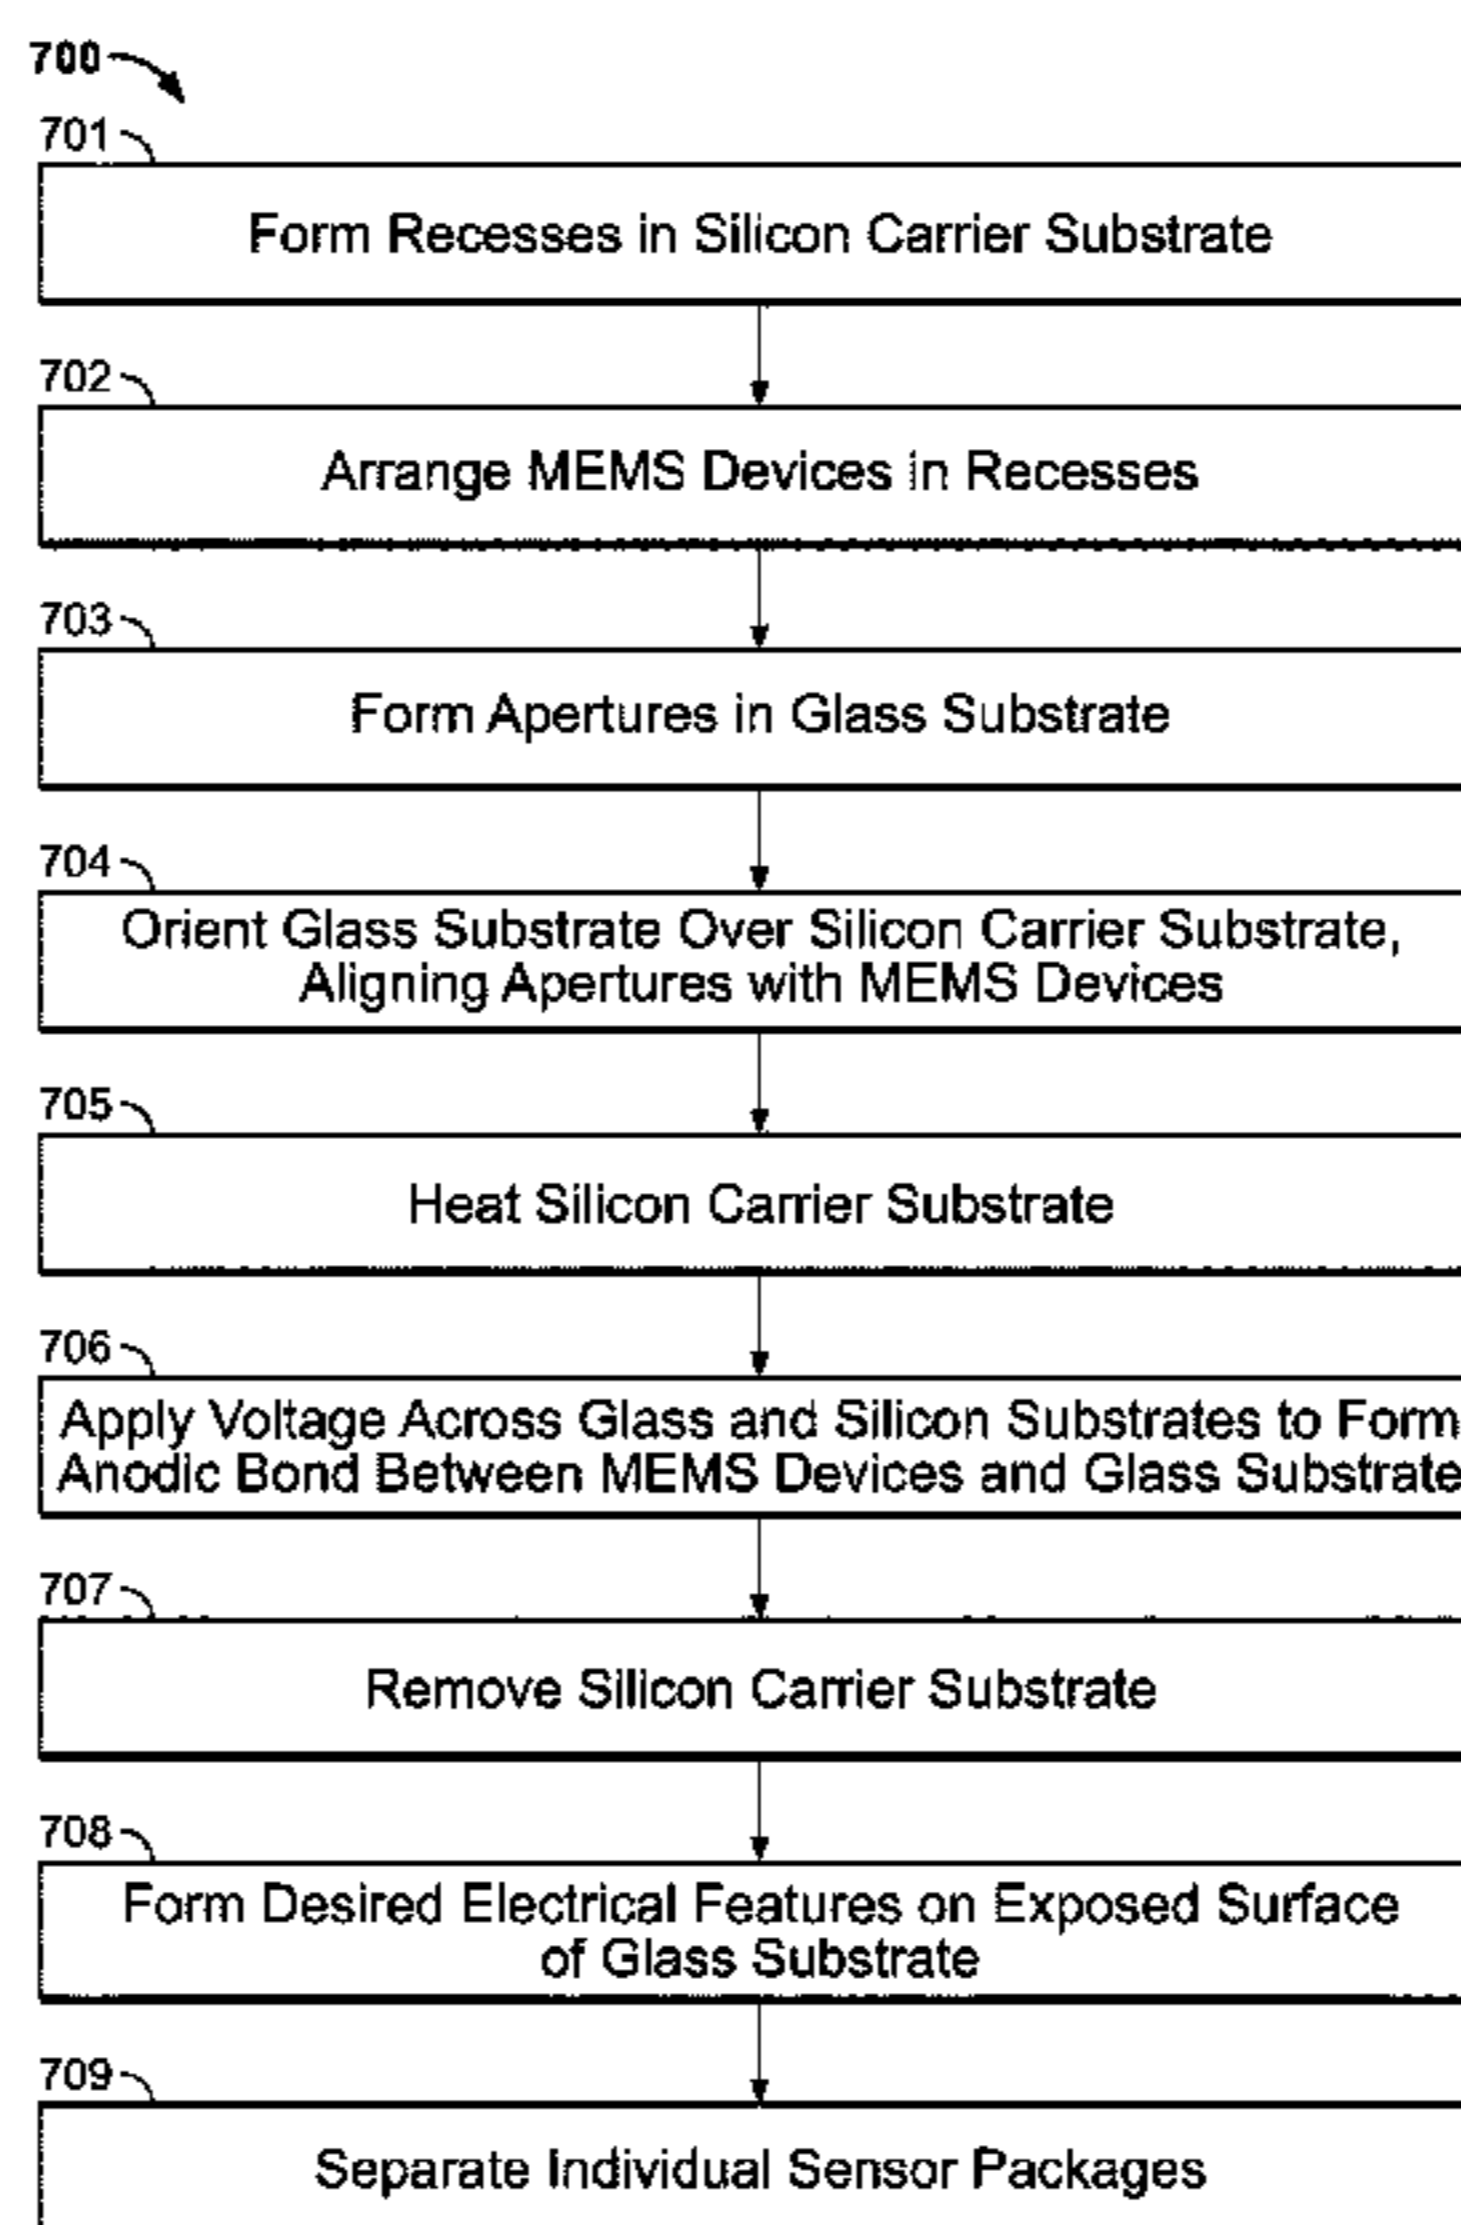 700
701
Form Recesses in Silicon Carrier Substrate
702
Arrange MEMS Devices in Recesses
703
Form Apertures in Glass Substrate
704
Orient Glass Substrate Over Silicon Carrier Substrate,
Aligning Apertures with MEMS Devices
705
Heat Silicon Carrier Substrate
706
Apply Voltage Across Glass and Silicon Substrates to Form
Anodic Bond Between MEMS Devices and Glass Substrate
707
Remove Silicon Carrier Substrate
708
Form Desired Electrical Features on Exposed Surface
of Glass Substrate
709
Separate Individual Sensor Packages